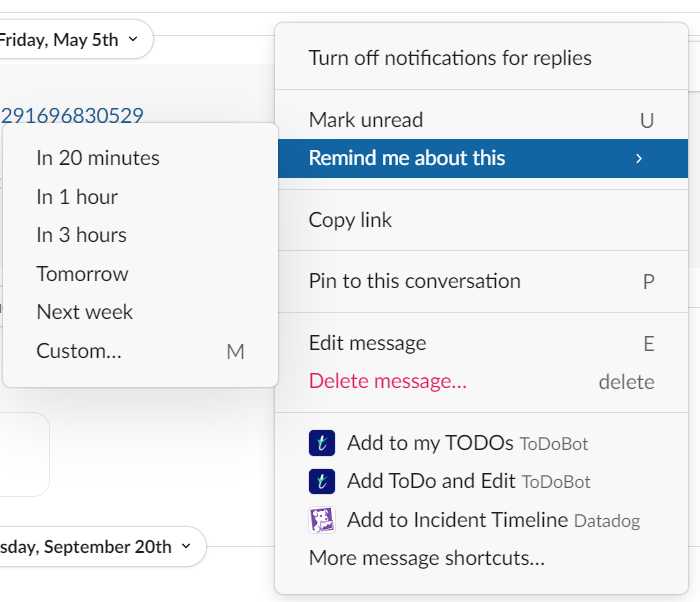 Friday, May 5th
291696830529
In 20 minutes
In 1 hour
In 3 hours
Tomorrow
Next week
Custom... M
Turn off notifications for replies
Mark unread U
Remind me about this
Copy link
Pin to this conversation P
Edit message E
Delete message... delete
Add to my TODOs ToDoBot
Add ToDo and Edit ToDoBot
Add to Incident Timeline Datadog
More message shortcuts...
sday, September 20th